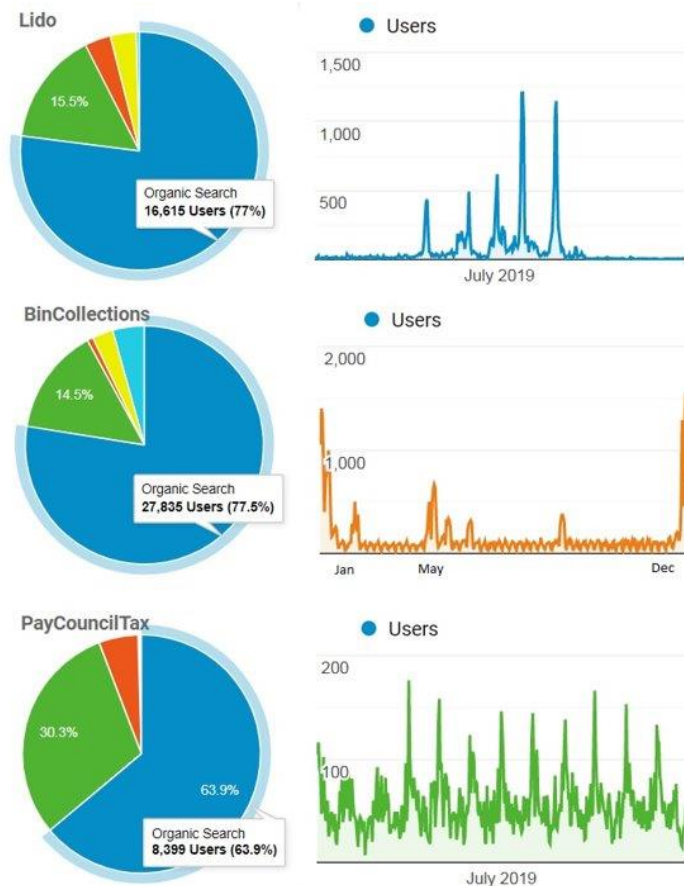 Lido
15.5%
Organic Search
16,615 Users (77%)
Users
1,500
1,000
500
July 2019
BinCollections
14.5%
Organic Search
27,835 Users (77.5%)
Users
2,000
1,000
Jan
May
Dec
PayCouncilTax
30.3%
63.9%
Organic Search
8,399 Users (63.9%)
Users
200
100
July 2019